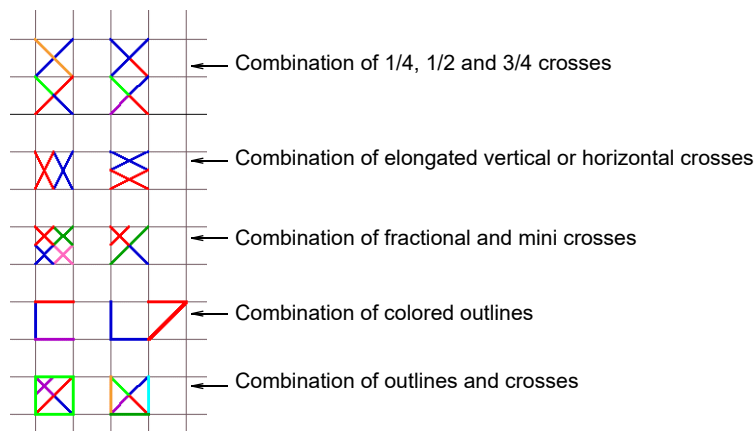 Combination of 1/4, 1/2 and 3/4 crosses
Combination of elongated vertical or horizontal crosses
Combination of fractional and mini crosses
Combination of colored outlines
Combination of outlines and crosses